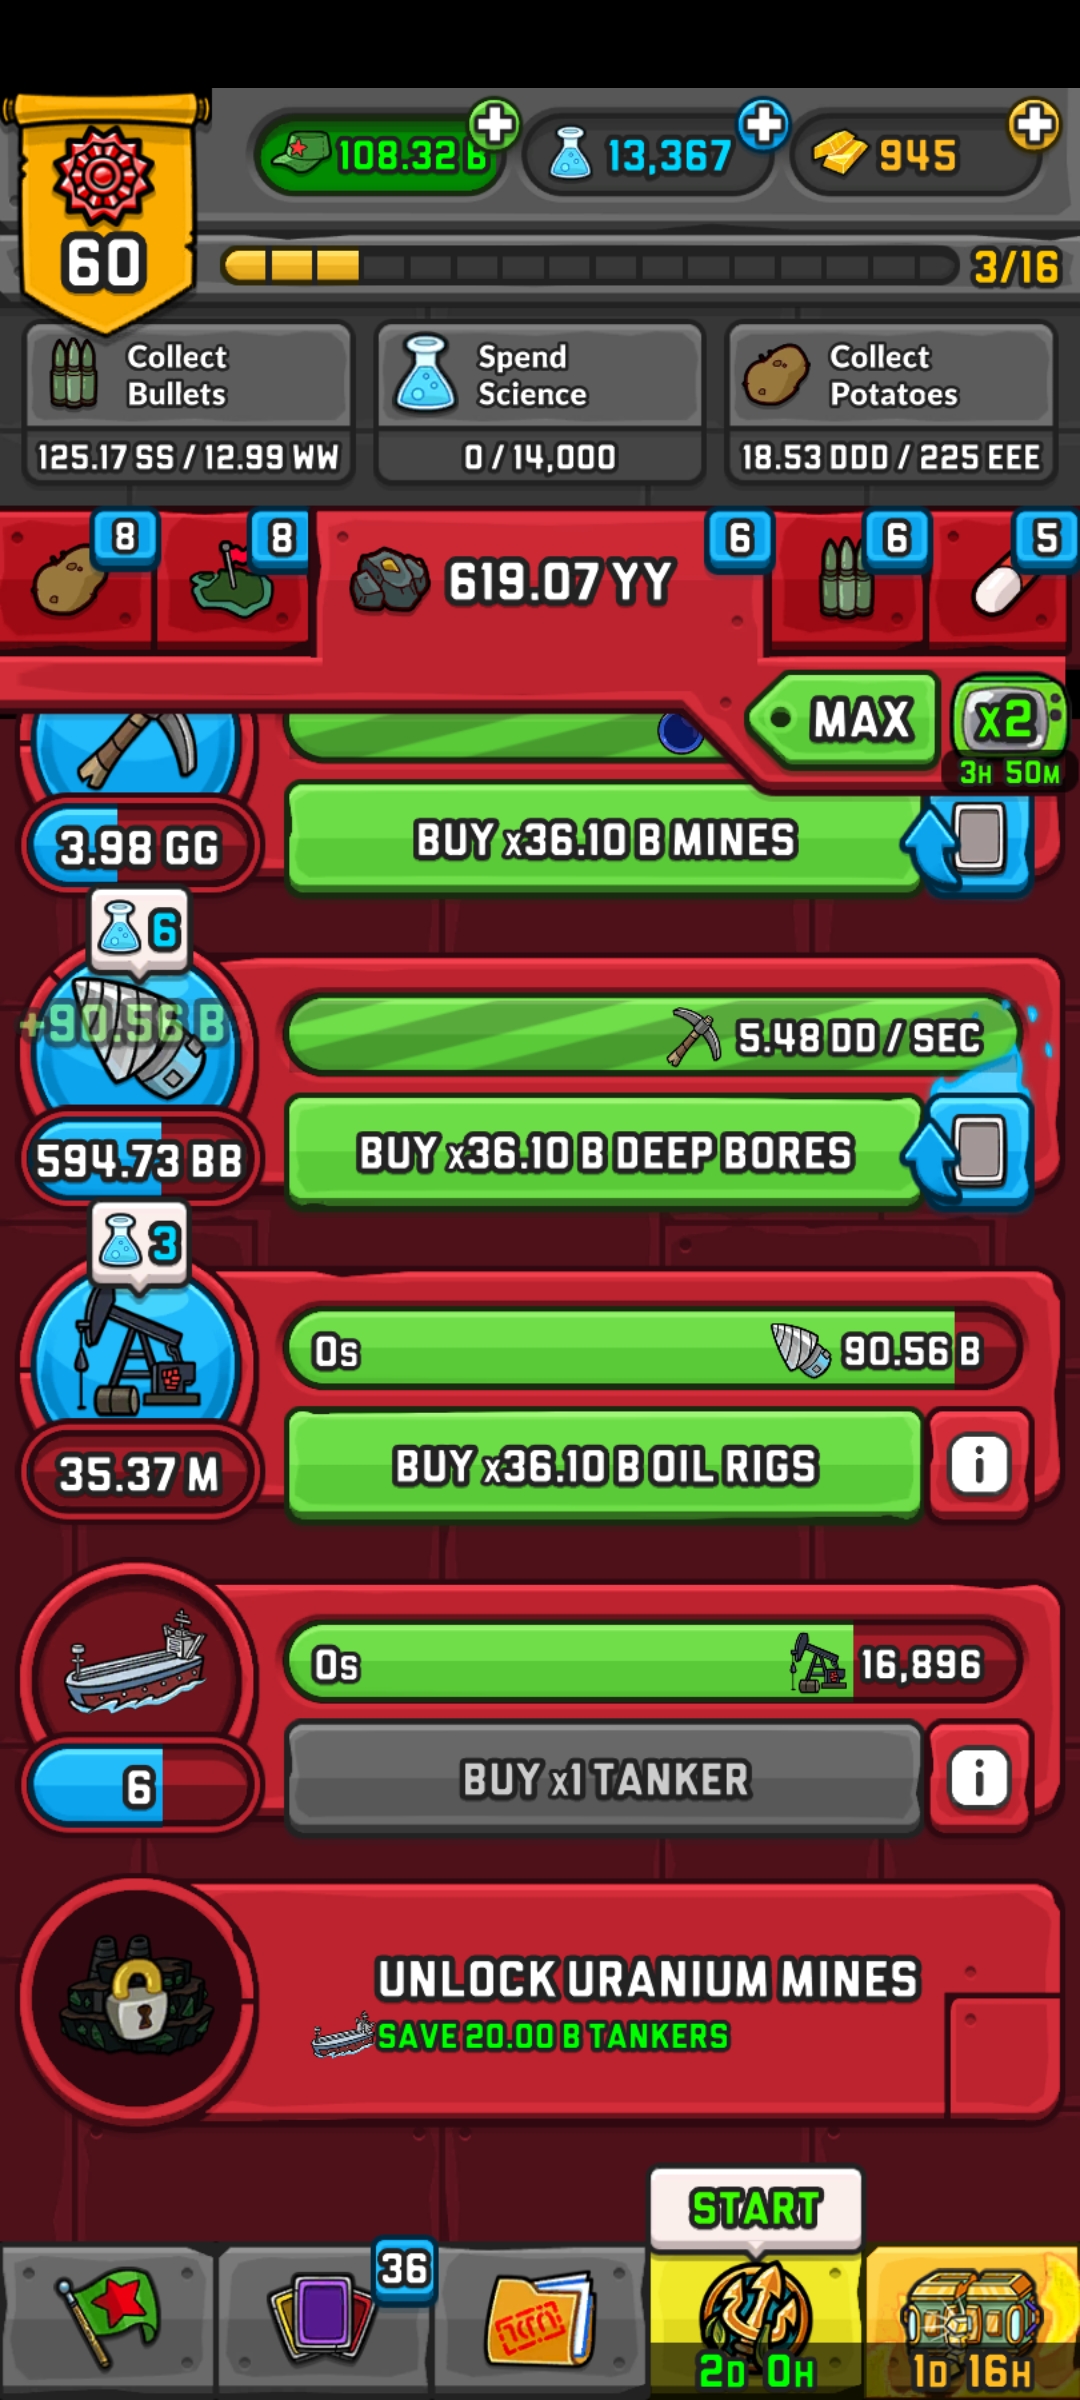 108.32 B
13,367
945
60
3/16
Collect
Bullets
125.17 SS / 12.99 WW
Spend
Science
0 / 14,000
Collect
Potatoes
18.53 DDD / 225 EEE
8
8
619.07 YY
6
6
5
MAX
x2
3H 50M
3.98 GG
BUY x36.10 B MINES
6
+90.56 B
5.48 DD / SEC
594.73 BB
BUY x36.10 B DEEP BORES
3
0s
90.56 B
35.37 M
BUY x36.10 B OIL RIGS
i
0s
16,896
6
BUY x1 TANKER
i
UNLOCK URANIUM MINES
SAVE 20.00 B TANKERS
START
36
2D 0H
1D 16H